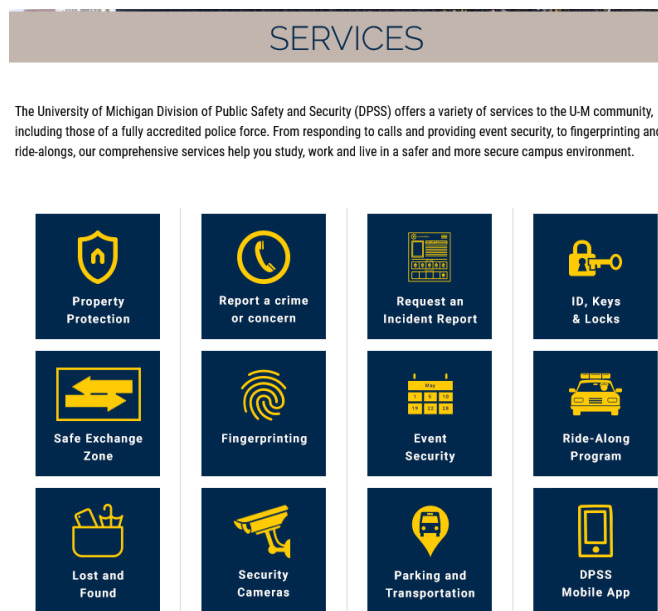 SERVICES
The University of Michigan Division of Public Safety and Security (DPSS) offers a variety of services to the U-M community,
including those of a fully accredited police force. From responding to calls and providing event security, to fingerprinting and
ride-alongs, our comprehensive services help you study, work and live in a safer and more secure campus environment.
Property
Protection
Report a crime
or concern
Request an
Incident Report
ID, Keys
& Locks
Safe Exchange
Zone
Fingerprinting
May
1 5 10
19 22 28
Event
Security
Ride-Along
Program
Lost and
Found
Security
Cameras
Parking and
Transportation
DPSS
Mobile App